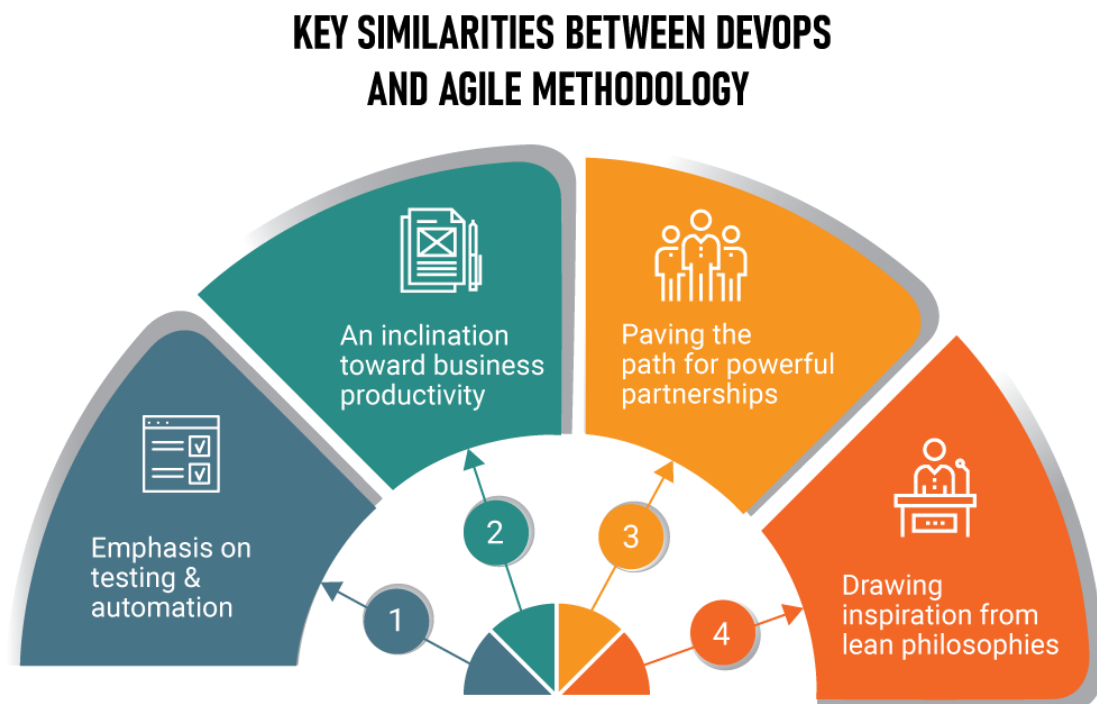 KEY SIMILARITIES BETWEEN DEVOPS
AND AGILE METHODOLOGY
1
Emphasis on
testing &
automation
2
An inclination
toward business
productivity
3
Paving the
path for powerful
partnerships
4
Drawing
inspiration from
lean philosophies